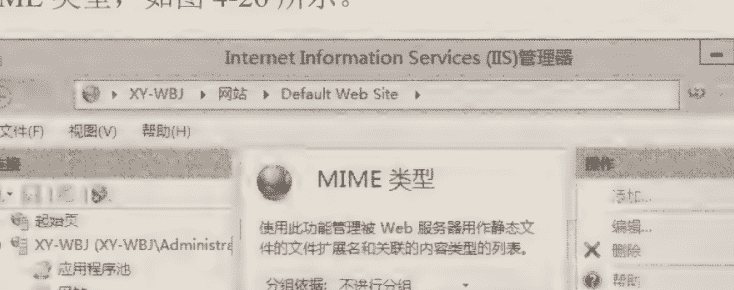 ME 类型，如图 4-26 所示。
Internet Information Services (IIS)管理器
XY-WBJ 网站 Default Web Site
文件(F) 视图(V) 帮助(H)
操作
MIME 类型
添加...
使用此功能管理被 Web 服务器用作静态文
件的文件扩展名和关联的内容类型的列表。
编辑...
删除
起始页
XY-WBJ (XY-WBJ\Administra
应用程序池
分组依据: 不进行分组
帮助